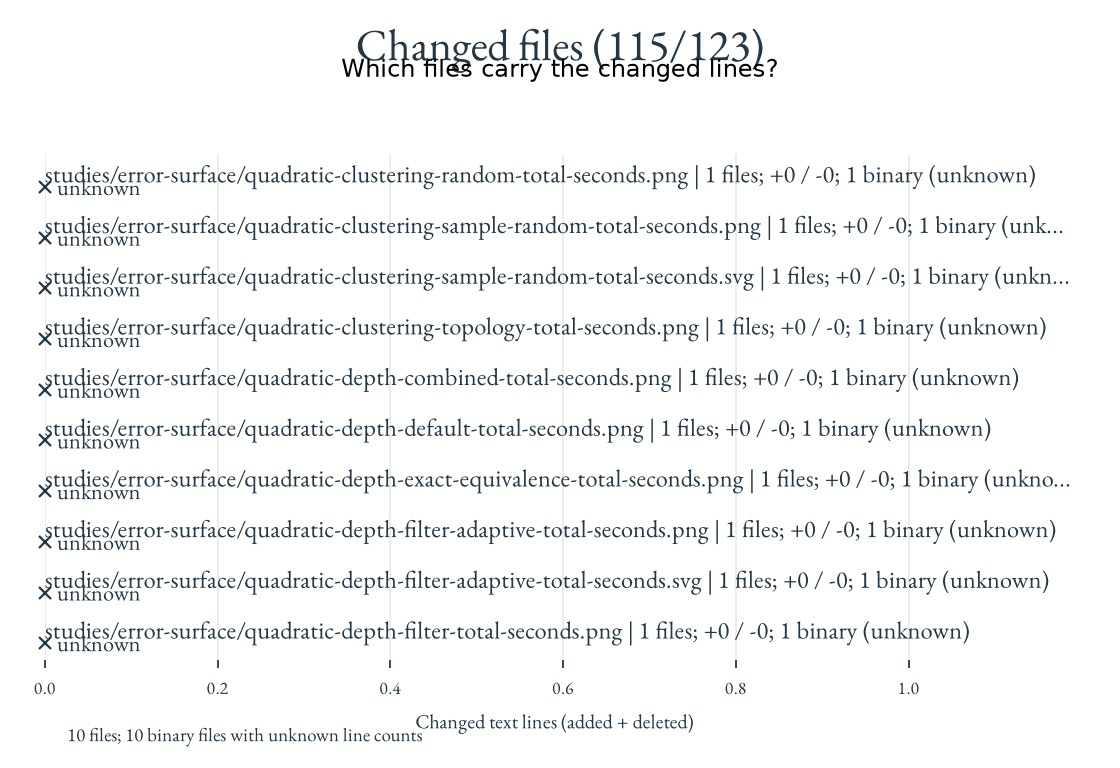 Changed files (115/123)
Which files carry the changed lines?
studies/error-surface/quadratic-clustering-random-total-seconds.png | 1 files; +0 / -0; 1 binary (unknown)
unknown
studies/error-surface/quadratic-clustering-sample-random-total-seconds.png | 1 files; +0 / -0; 1 binary (unk...
unknown
studies/error-surface/quadratic-clustering-sample-random-total-seconds.svg | 1 files; +0 / -0; 1 binary (unkn...
unknown
studies/error-surface/quadratic-clustering-topology-total-seconds.png | 1 files; +0 / -0; 1 binary (unknown)
unknown
studies/error-surface/quadratic-depth-combined-total-seconds.png | 1 files; +0 / -0; 1 binary (unknown)
unknown
studies/error-surface/quadratic-depth-default-total-seconds.png | 1 files; +0 / -0; 1 binary (unknown)
unknown
studies/error-surface/quadratic-depth-exact-equivalence-total-seconds.png | 1 files; +0 / -0; 1 binary (unkno...
unknown
studies/error-surface/quadratic-depth-filter-adaptive-total-seconds.png | 1 files; +0 / -0; 1 binary (unknown)
unknown
studies/error-surface/quadratic-depth-filter-adaptive-total-seconds.svg | 1 files; +0 / -0; 1 binary (unknown)
unknown
studies/error-surface/quadratic-depth-filter-total-seconds.png | 1 files; +0 / -0; 1 binary (unknown)
unknown
0.0 0.2 0.4 0.6 0.8 1.0
Changed text lines (added + deleted)
10 files; 10 binary files with unknown line counts